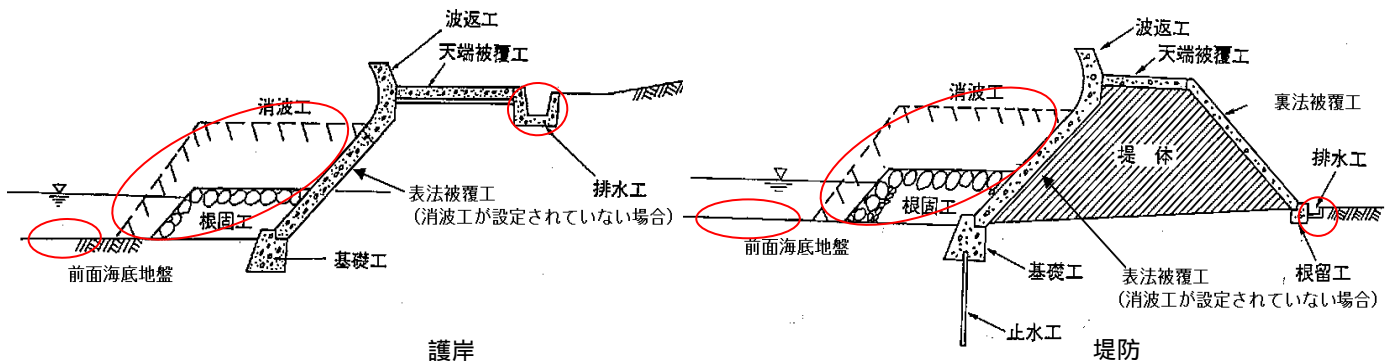 波返工
天端被覆工
消波工
排水工
表法被覆工
(消波工が設定されていない場合)
根固工
前面海底地盤
基礎工
護岸
波返工
天端被覆工
裏法被覆工
消波工
堤 体
排水工
根固工
前面海底地盤
基礎工
表法被覆工
(消波工が設定されていない場合)
根留工
止水工
堤防